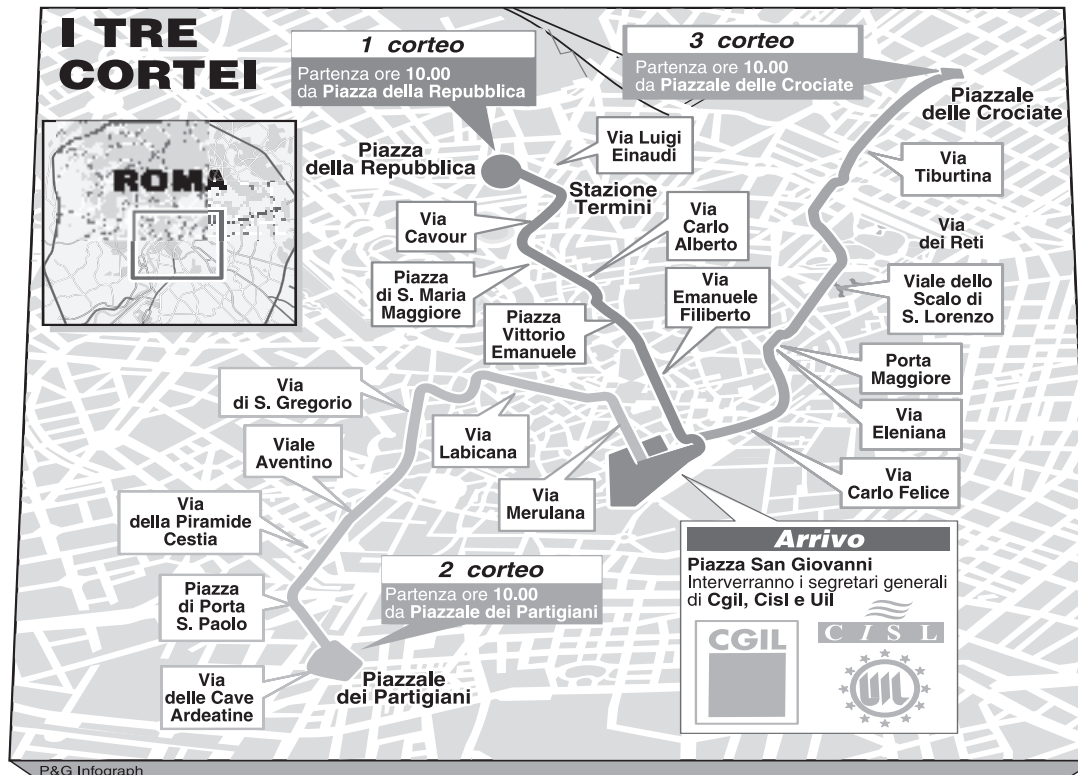 I TRE
CORTEI
ROMA
1 corteo
Partenza ore 10.00
da Piazza della Repubblica
3 corteo
Partenza ore 10.00
da Piazzale delle Crociate
Piazzale
delle Crociate
Piazza
della Repubblica
Via Luigi
Einaudi
Stazione
Termini
Via
Tiburtina
Via
Cavour
Via
Carlo
Alberto
Via
dei Reti
Piazza
di S. Maria
Maggiore
Via
Emanuele
Filiberto
Viale dello
Scalo di
S. Lorenzo
Piazza
Vittorio
Emanuele
Porta
Maggiore
Via
di S. Gregorio
Via
Eleniana
Viale
Aventino
Via
Labicana
Via
Carlo Felice
Via
della Piramide
Cestia
Via
Merulana
2 corteo
Partenza ore 10.00
da Piazzale dei Partigiani
Piazza
di Porta
S. Paolo
Via
delle Cave
Ardeatine
Piazzale
dei Partigiani
Arrivo
Piazza San Giovanni
Interverranno i segretari generali
di Cgil, Cisl e Uil
CGIL
CISL
UIL
P&G Infograph